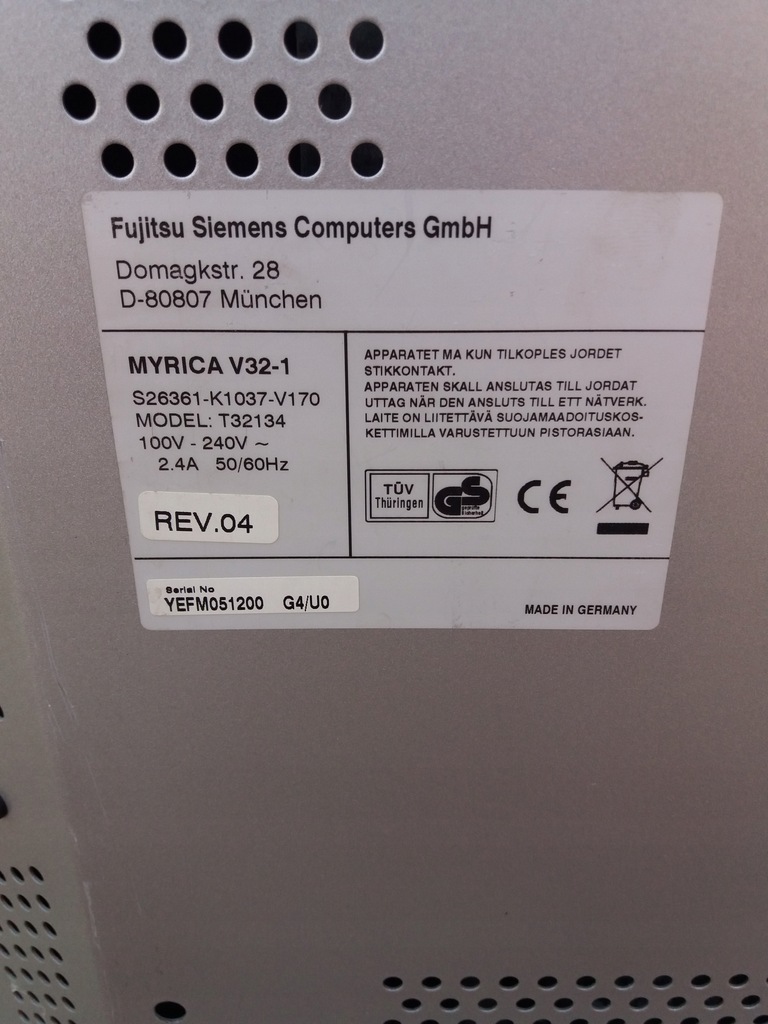 Fujitsu Siemens Computers GmbH
Domagkstr. 28
D-80807 München
MYRICA V32-1
S26361-K1037-V170
MODEL: T32134
100V - 240V ~
2.4A 50/60Hz
REV.04
APPARATET MA KUN TILKOPLES JORDET
STIKKONTAKT.
APPARATEN SKALL ANSLUTAS TILL JORDAT
UTTAG NÄR DEN ANSLUTS TILL ETT NÄTVERK.
LAITE ON LIITETTÄVÄ SUOJAMAADOITUSKOS-
KETTIMILLA VARUSTETTUUN PISTORASIAAN.
TÜV
Thüringen
GS
geprüfte
Sicherheit
CE
Serial No
YEFM051200 G4/U0
MADE IN GERMANY